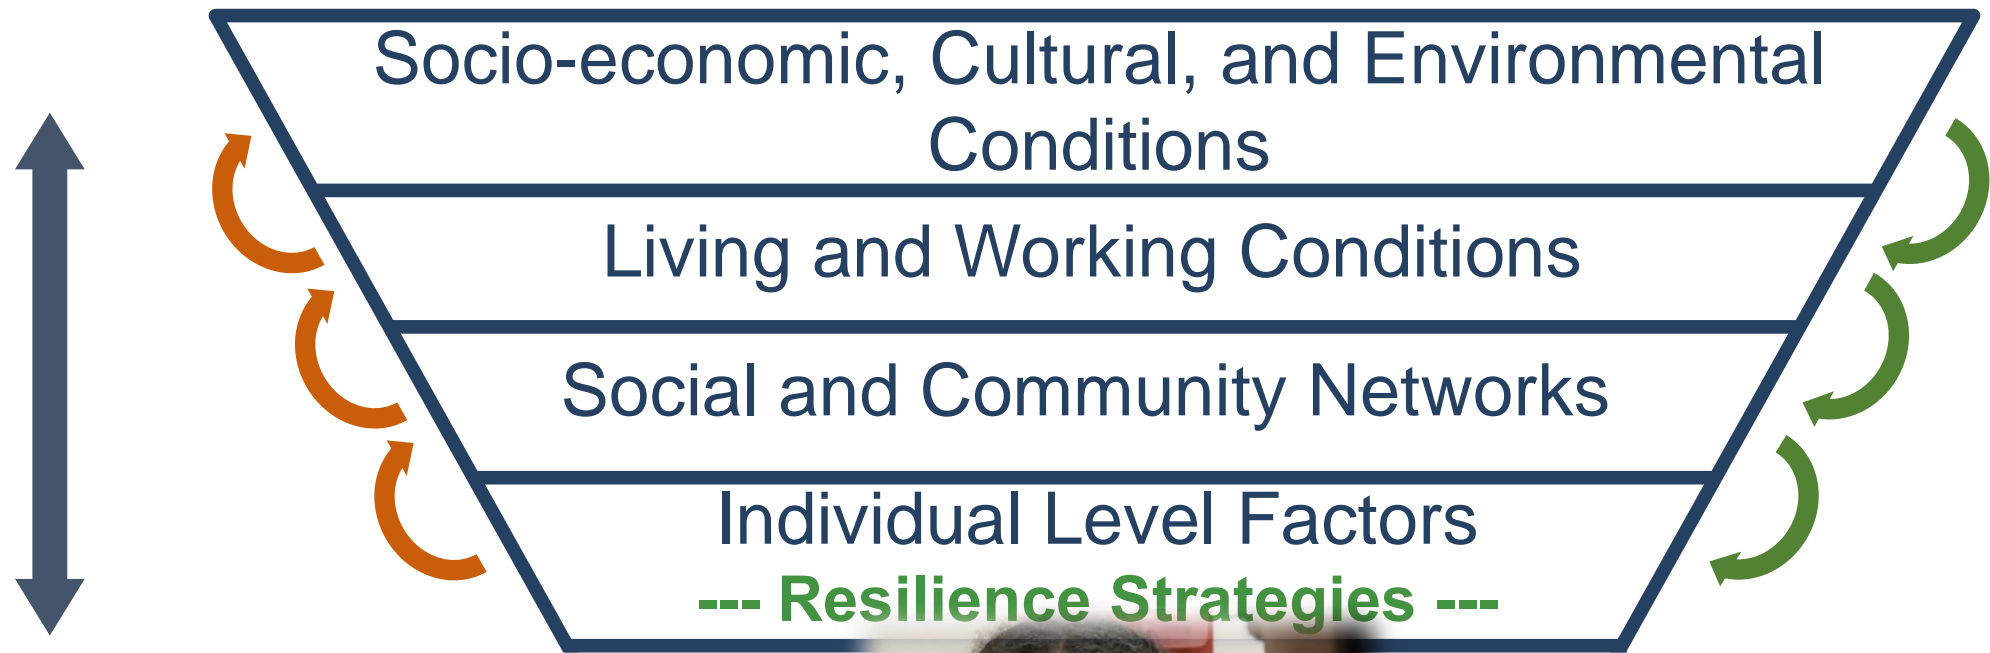 Socio-economic, Cultural, and Environmental
Conditions
Living and Working Conditions
Social and Community Networks
Individual Level Factors
--- Resilience Strategies ---